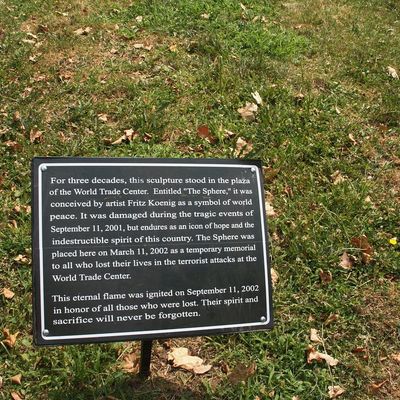 For three decades, this sculpture stood in the plaza
of the World Trade Center. Entitled "The Sphere," it was
conceived by artist Fritz Koenig as a symbol of world
peace. It was damaged during the tragic events of
September 11, 2001, but endures as an icon of hope and the
indestructible spirit of this country. The Sphere was
placed here on March 11, 2002 as a temporary memorial
to all who lost their lives in the terrorist attacks at the
World Trade Center.
This eternal flame was ignited on September 11, 2002
in honor of all those who were lost. Their spirit and
sacrifice will never be forgotten.